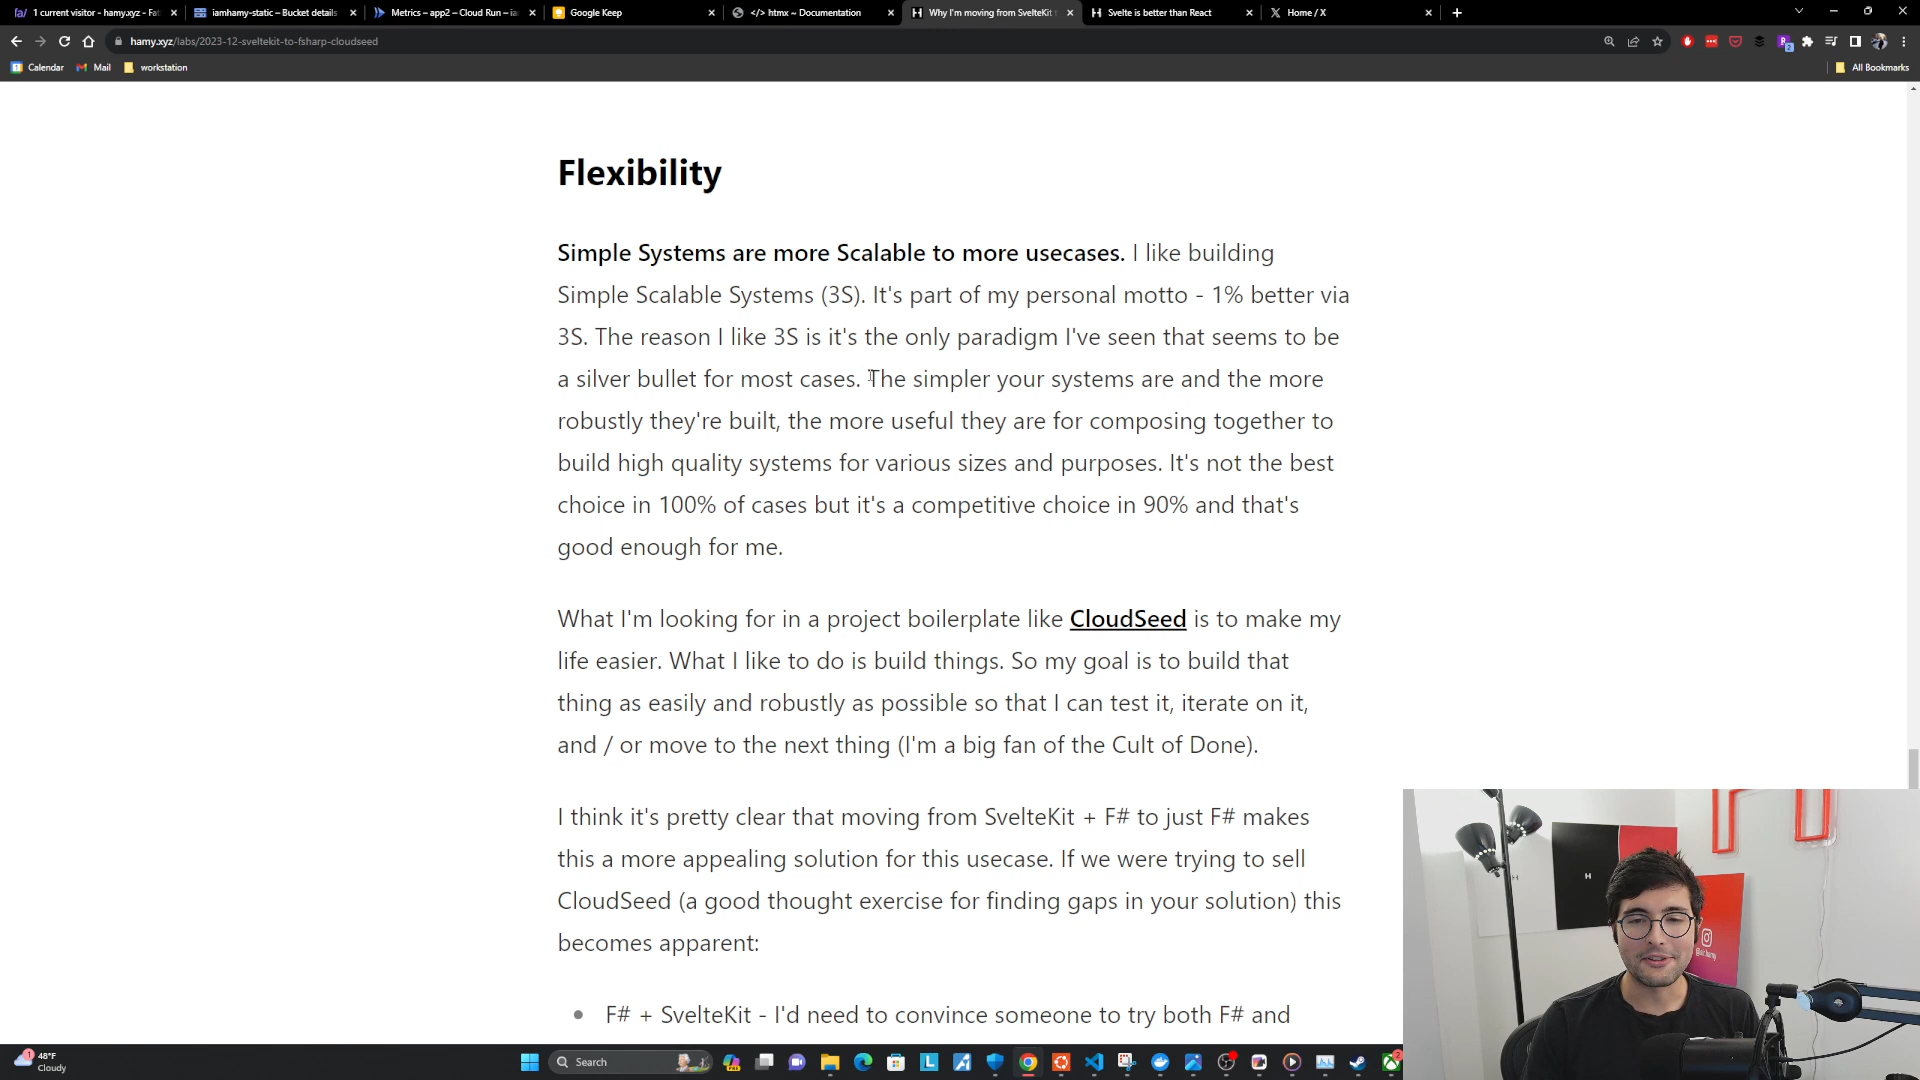 1 current visitor - hamy.xyz - Fat
iamhamy-static – Bucket details
Metrics – app2 – Cloud Run – ia
Google Keep
</> htmx ~ Documentation
Why I'm moving from SvelteKit t
Svelte is better than React
Home / X
hamy.xyz/labs/2023-12-sveltekit-to-fsharp-cloudseed
Calendar
Mail
workstation
All Bookmarks
Flexibility
Simple Systems are more Scalable to more usecases. I like building
Simple Scalable Systems (3S). It's part of my personal motto - 1% better via
3S. The reason I like 3S is it's the only paradigm I've seen that seems to be
a silver bullet for most cases. The simpler your systems are and the more
robustly they're built, the more useful they are for composing together to
build high quality systems for various sizes and purposes. It's not the best
choice in 100% of cases but it's a competitive choice in 90% and that's
good enough for me.
What I'm looking for in a project boilerplate like CloudSeed is to make my
life easier. What I like to do is build things. So my goal is to build that
thing as easily and robustly as possible so that I can test it, iterate on it,
and / or move to the next thing (I'm a big fan of the Cult of Done).
I think it's pretty clear that moving from SvelteKit + F# to just F# makes
this a more appealing solution for this usecase. If we were trying to sell
CloudSeed (a good thought exercise for finding gaps in your solution) this
becomes apparent:
• F# + SvelteKit - I'd need to convince someone to try both F# and
H
H
1
48°F
Cloudy
Search